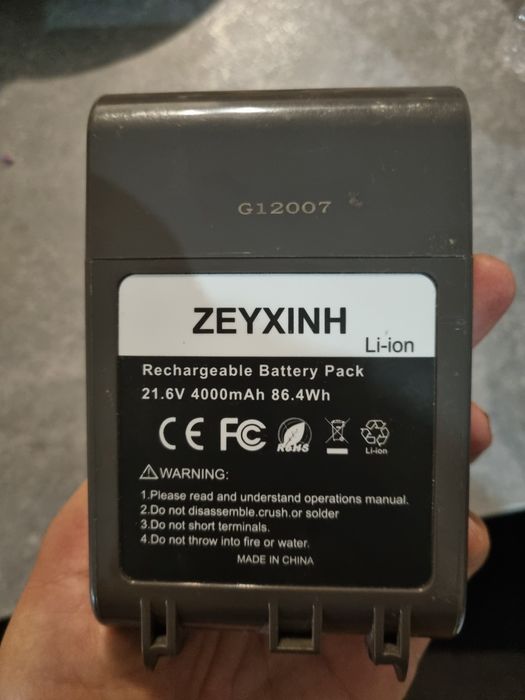 G12007
ZEYXINH
Li-ion
Rechargeable Battery Pack
21.6V 4000mAh 86.4Wh
CE FC RoHS Li-ion
WARNING:
1.Please read and understand operations manual.
2.Do not disassemble.crush.or solder
3.Do not short terminals.
4.Do not throw into fire or water.
MADE IN CHINA